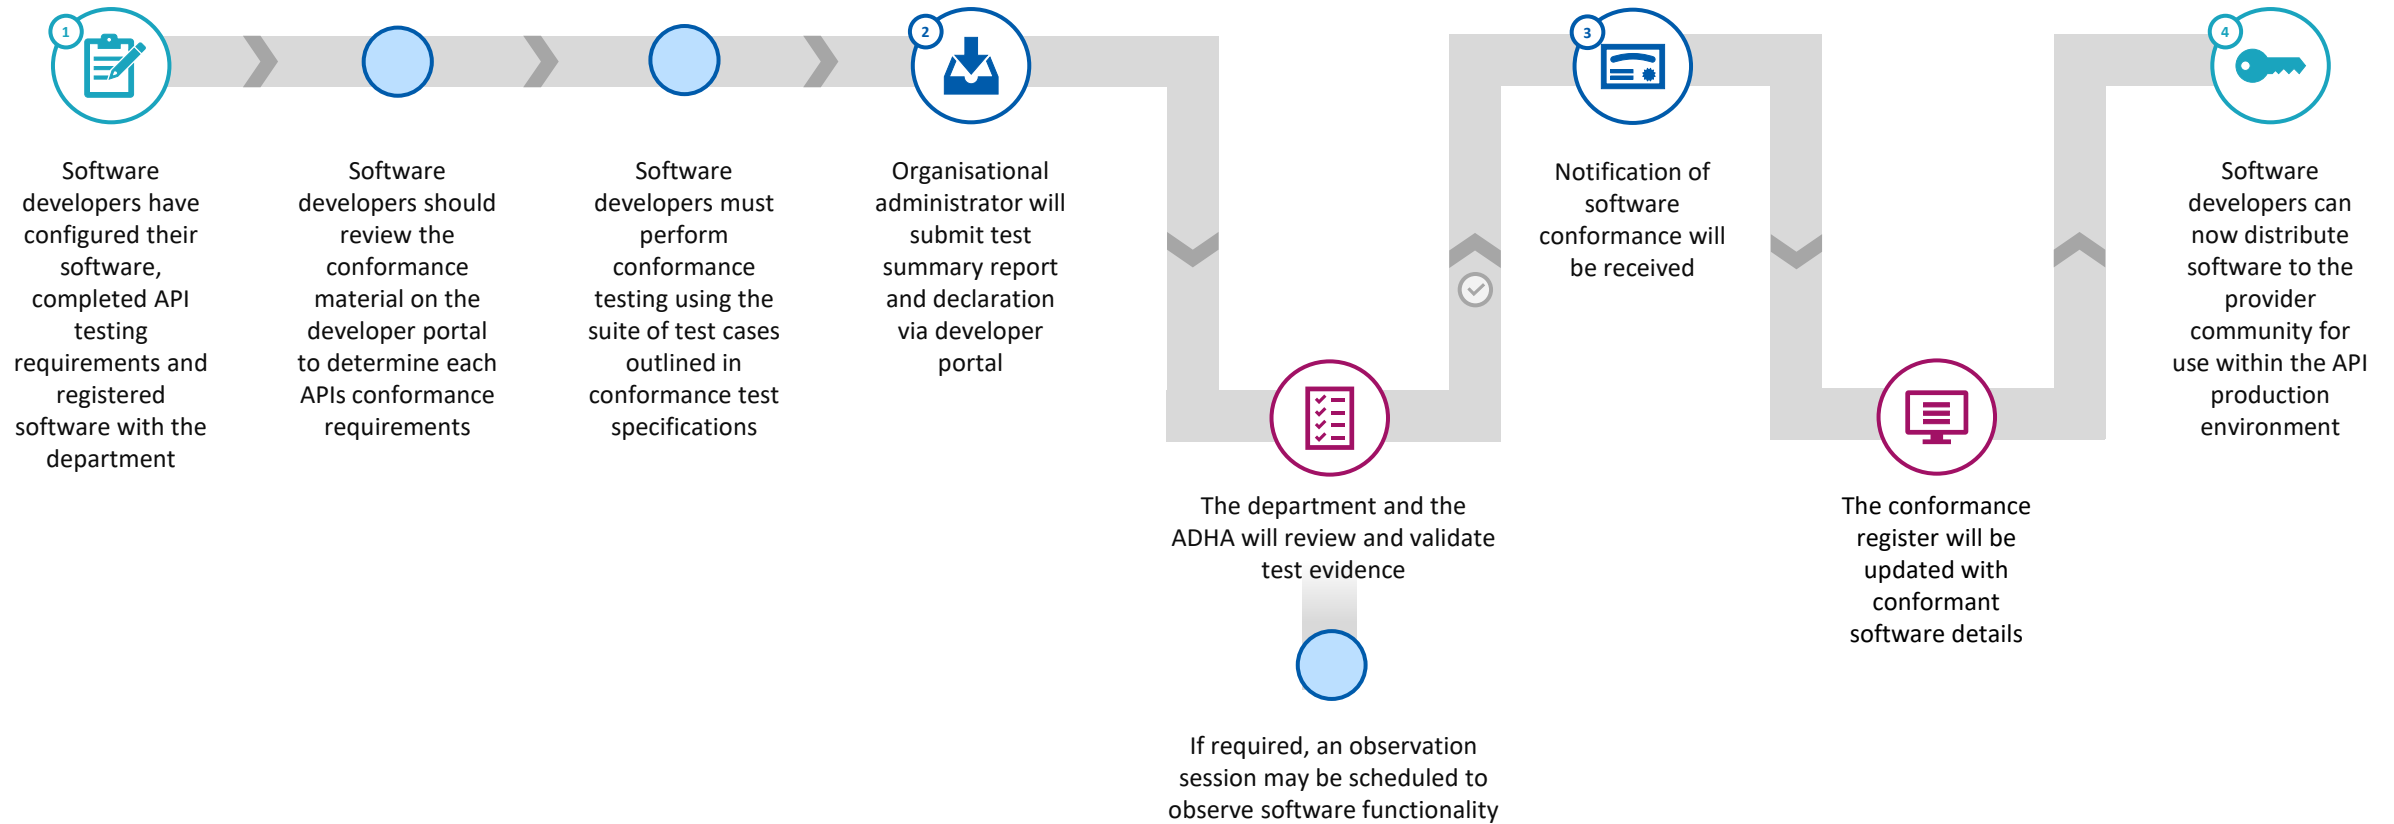 1
Software
developers have
configured their
software,
completed API
testing
requirements and
registered
software with the
department
Software
developers should
review the
conformance
material on the
developer portal
to determine each
APIs conformance
requirements
Software
developers must
perform
conformance
testing using the
suite of test cases
outlined in
conformance test
specifications
2
Organisational
administrator will
submit test
summary report
and declaration
via developer
portal
The department and the
ADHA will review and validate
test evidence
If required, an observation
session may be scheduled to
observe software functionality
3
Notification of
software
conformance will
be received
The conformance
register will be
updated with
conformant
software details
4
Software
developers can
now distribute
software to the
provider
community for
use within the API
production
environment